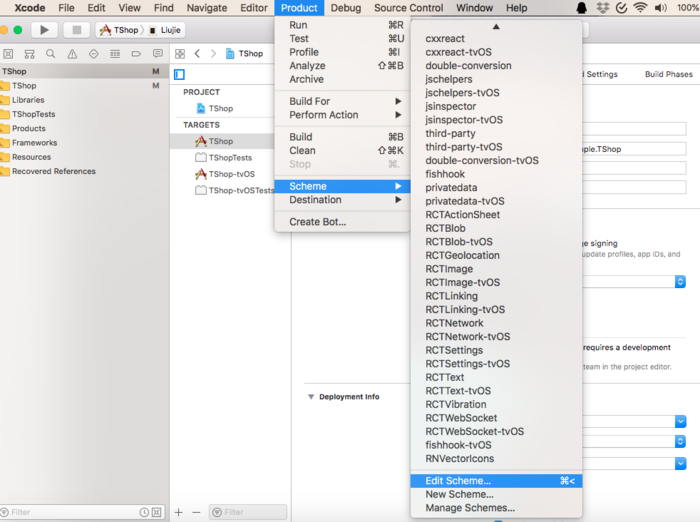 Xcode File Edit View Find Navigate Editor Product Debug Source Control Window Help 100%
TShop Liujie
TShop M
TShop M
Libraries
TShopTests
Products
Frameworks
Resources
Recovered References
Filter
TShop
PROJECT
TShop
TARGETS
TShop
TShopTests
TShop-tvOS
TShop-tvOSTests
Filter
Run ⌘R
Test ⌘U
Profile ⌘I
Analyze ⇧⌘B
Archive
Build For
Perform Action
Build ⌘B
Clean ⇧⌘K
Stop ⌘.
Scheme
Destination
Create Bot...
cxxreact
cxxreact-tvOS
double-conversion
jschelpers
jschelpers-tvOS
jsinspector
jsinspector-tvOS
third-party
third-party-tvOS
double-conversion-tvOS
fishhook
privatedata
privatedata-tvOS
RCTActionSheet
RCTBlob
RCTBlob-tvOS
RCTGeolocation
RCTImage
RCTImage-tvOS
RCTLinking
RCTLinking-tvOS
RCTNetwork
RCTNetwork-tvOS
RCTSettings
RCTSettings-tvOS
RCTText
RCTText-tvOS
RCTVibration
RCTWebSocket
RCTWebSocket-tvOS
fishhook-tvOS
RNVectorIcons
Edit Scheme... ⌘<
New Scheme...
Manage Schemes...
Settings Build Phases
ple.TShop
signing
update profiles, app IDs, and
requires a development
team in the project editor.
Deployment Info